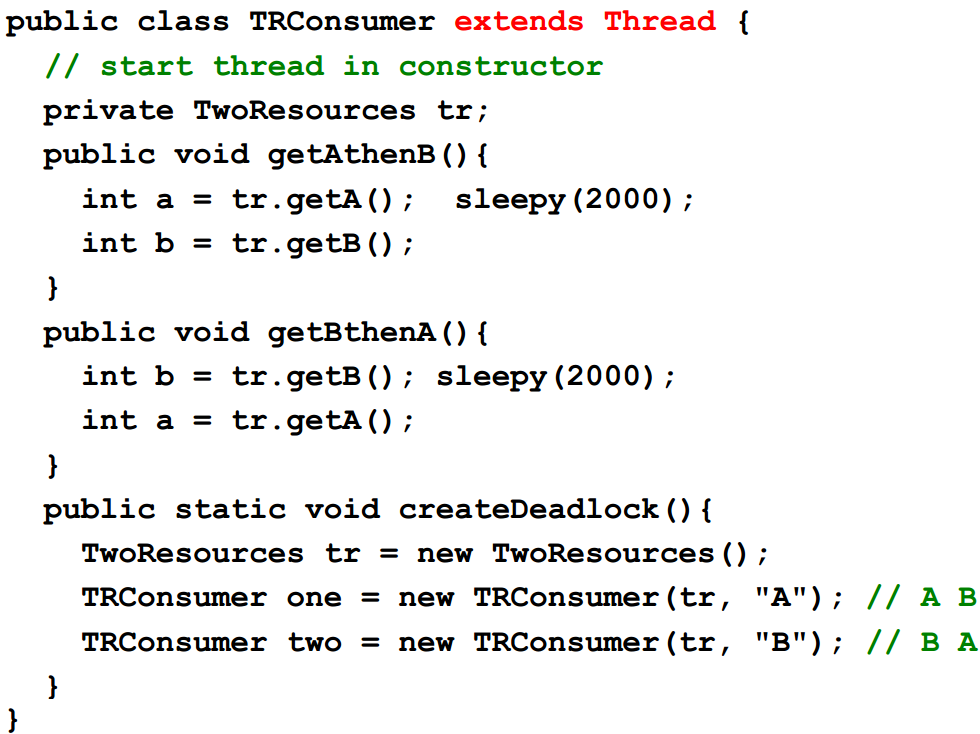 public class TRConsumer extends Thread {
  // start thread in constructor
  private TwoResources tr;
  public void getAthenB(){
    int a = tr.getA();  sleepy(2000);
    int b = tr.getB();
  }
  public void getBthenA(){
    int b = tr.getB(); sleepy(2000);
    int a = tr.getA();
  }
  public static void createDeadlock(){
    TwoResources tr = new TwoResources();
    TRConsumer one = new TRConsumer(tr, "A"); // A B
    TRConsumer two = new TRConsumer(tr, "B"); // B A
  }
}